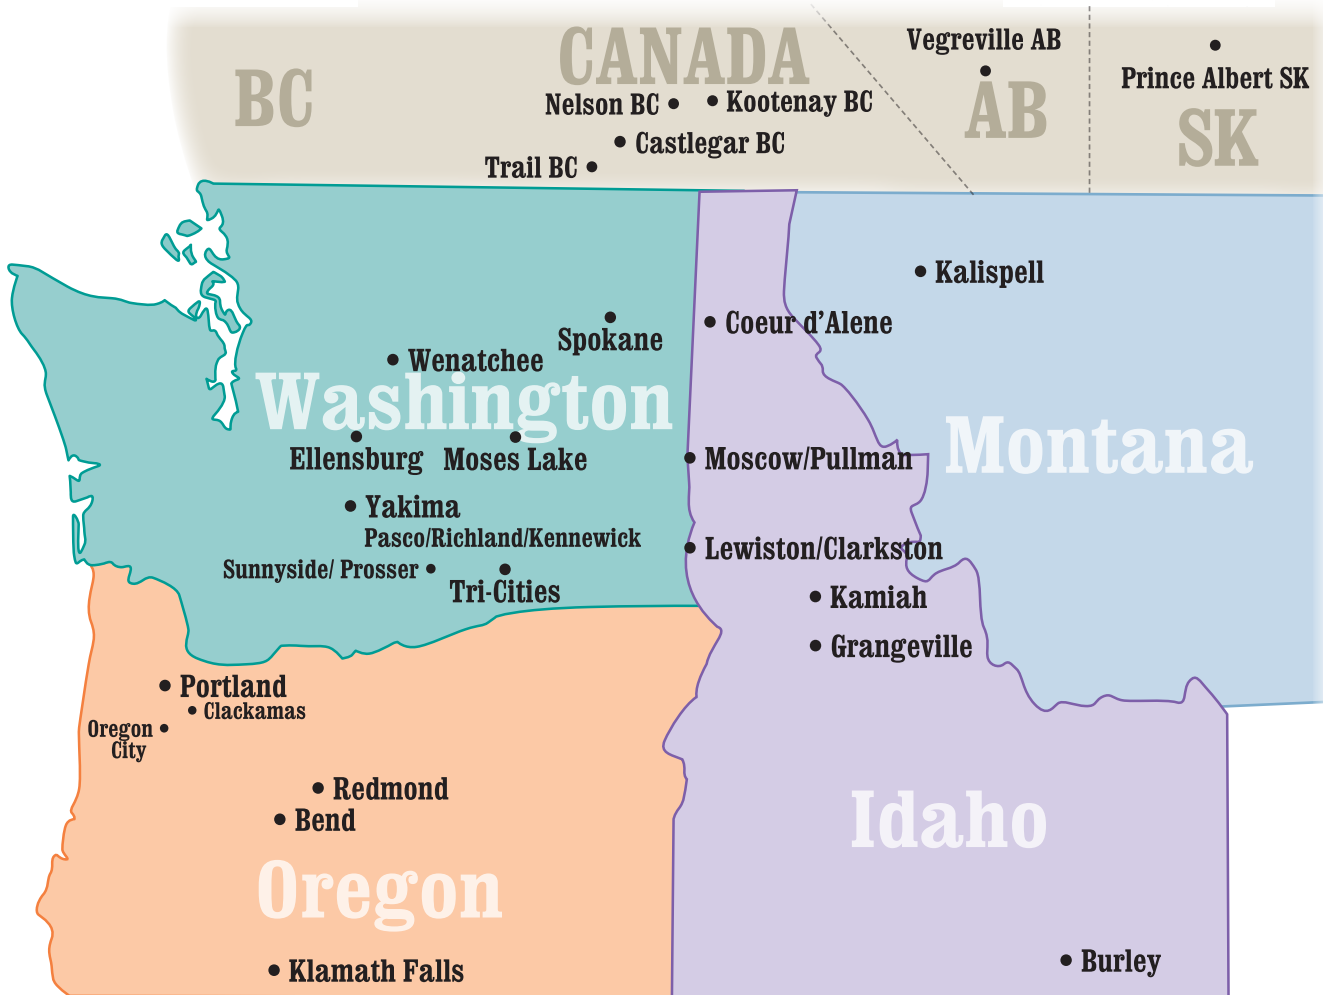 CANADA
BC
AB
SK
Vegreville AB
Prince Albert SK
Nelson BC
Kootenay BC
Castlegar BC
Trail BC
Washington
Spokane
Wenatchee
Ellensburg
Moses Lake
Yakima
Pasco/Richland/Kennewick
Sunnyside/ Prosser
Tri-Cities
Montana
Kalispell
Coeur d'Alene
Moscow/Pullman
Lewiston/Clarkston
Kamiah
Grangeville
Idaho
Burley
Portland
Clackamas
Oregon
City
Redmond
Bend
Oregon
Klamath Falls